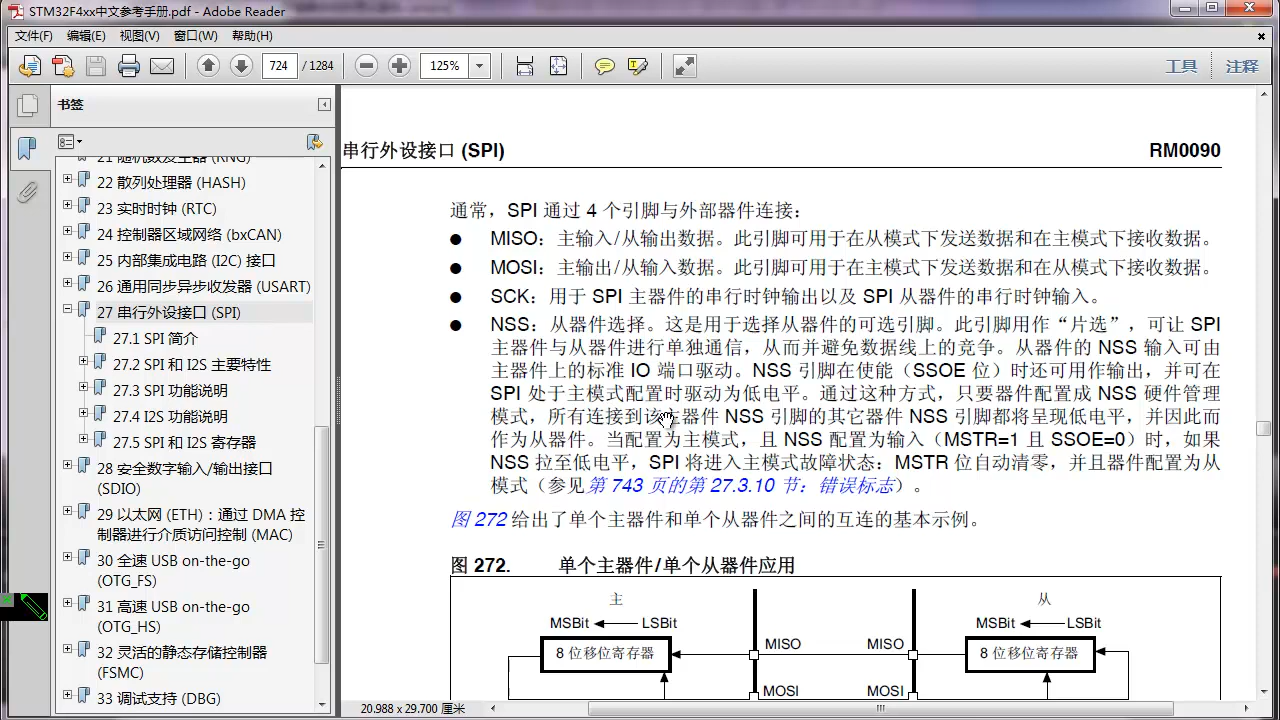 STM32F4xx中文参考手册.pdf - Adobe Reader
文件(F) 编辑(E) 视图(V) 窗口(W) 帮助(H)
724 / 1284 125% 工具 注释
书签
21 随机数发生器 (RNG)
22 散列处理器 (HASH)
23 实时时钟 (RTC)
24 控制器区域网络 (bxCAN)
25 内部集成电路 (I2C) 接口
26 通用同步异步收发器 (USART)
27 串行外设接口 (SPI)
27.1 SPI 简介
27.2 SPI 和 I2S 主要特性
27.3 SPI 功能说明
27.4 I2S 功能说明
27.5 SPI 和 I2S 寄存器
28 安全数字输入/输出接口
(SDIO)
29 以太网 (ETH)：通过 DMA 控
制器进行介质访问控制 (MAC)
30 全速 USB on-the-go
(OTG_FS)
31 高速 USB on-the-go
(OTG_HS)
32 灵活的静态存储控制器
(FSMC)
33 调试支持 (DBG)
串行外设接口 (SPI) RM0090
通常，SPI 通过 4 个引脚与外部器件连接：
● MISO：主输入/从输出数据。此引脚可用于在从模式下发送数据和在主模式下接收数据。
● MOSI：主输出/从输入数据。此引脚可用于在主模式下发送数据和在从模式下接收数据。
● SCK：用于 SPI 主器件的串行时钟输出以及 SPI 从器件的串行时钟输入。
● NSS：从器件选择。这是用于选择从器件的可选引脚。此引脚用作“片选”，可让 SPI
主器件与从器件进行单独通信，从而并避免数据线上的竞争。从器件的 NSS 输入可由
主器件上的标准 IO 端口驱动。NSS 引脚在使能（SSOE 位）时还可用作输出，并可在
SPI 处于主模式配置时驱动为低电平。通过这种方式，只要器件配置成 NSS 硬件管理
模式，所有连接到该主器件 NSS 引脚的其它器件 NSS 引脚都将呈现低电平，并因此而
作为从器件。当配置为主模式，且 NSS 配置为输入（MSTR=1 且 SSOE=0）时，如果
NSS 拉至低电平，SPI 将进入主模式故障状态：MSTR 位自动清零，并且器件配置为从
模式（参见第 743 页的第 27.3.10 节：错误标志）。
图 272 给出了单个主器件和单个从器件之间的互连的基本示例。
图 272. 单个主器件/单个从器件应用
主 从
MSBit LSBit MSBit LSBit
8 位移位寄存器 MISO MISO 8 位移位寄存器
MOSI MOSI
20.988 x 29.700 厘米